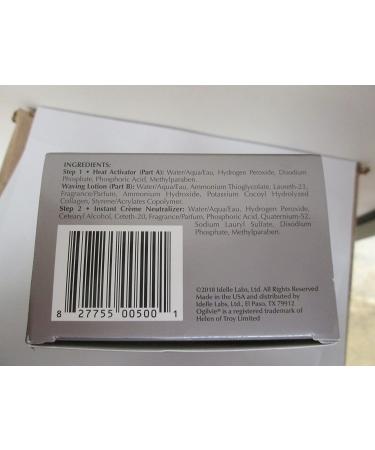 INGREDIENTS:
Step 1 • Heat Activator (Part A): Water/Aqua/Eau, Hydrogen Peroxide, Disodium
Phosphate, Phosphoric Acid, Methylparaben.
Waving Lotion (Part B): Water/Aqua/Eau, Ammonium Thioglycolate, Laureth-23,
Fragrance/Parfum, Ammonium Hydroxide, Potassium Cocoyl Hydrolyzed
Collagen, Styrene/Acrylates Copolymer.
Step 2 • Instant Crème Neutralizer: Water/Aqua/Eau, Hydrogen Peroxide,
Cetearyl Alcohol, Ceteth-20, Fragrance/Parfum, Phosphoric Acid, Quaternium-52,
Sodium Lauryl Sulfate, Disodium
Phosphate, Methylparaben.
©2018 Idelle Labs, Ltd. All Rights Reserved
Made in the USA and distributed by
Idelle Labs, Ltd., El Paso, TX 79912
Ogilvie® is a registered trademark of
Helen of Troy Limited
8 27755 00500 1